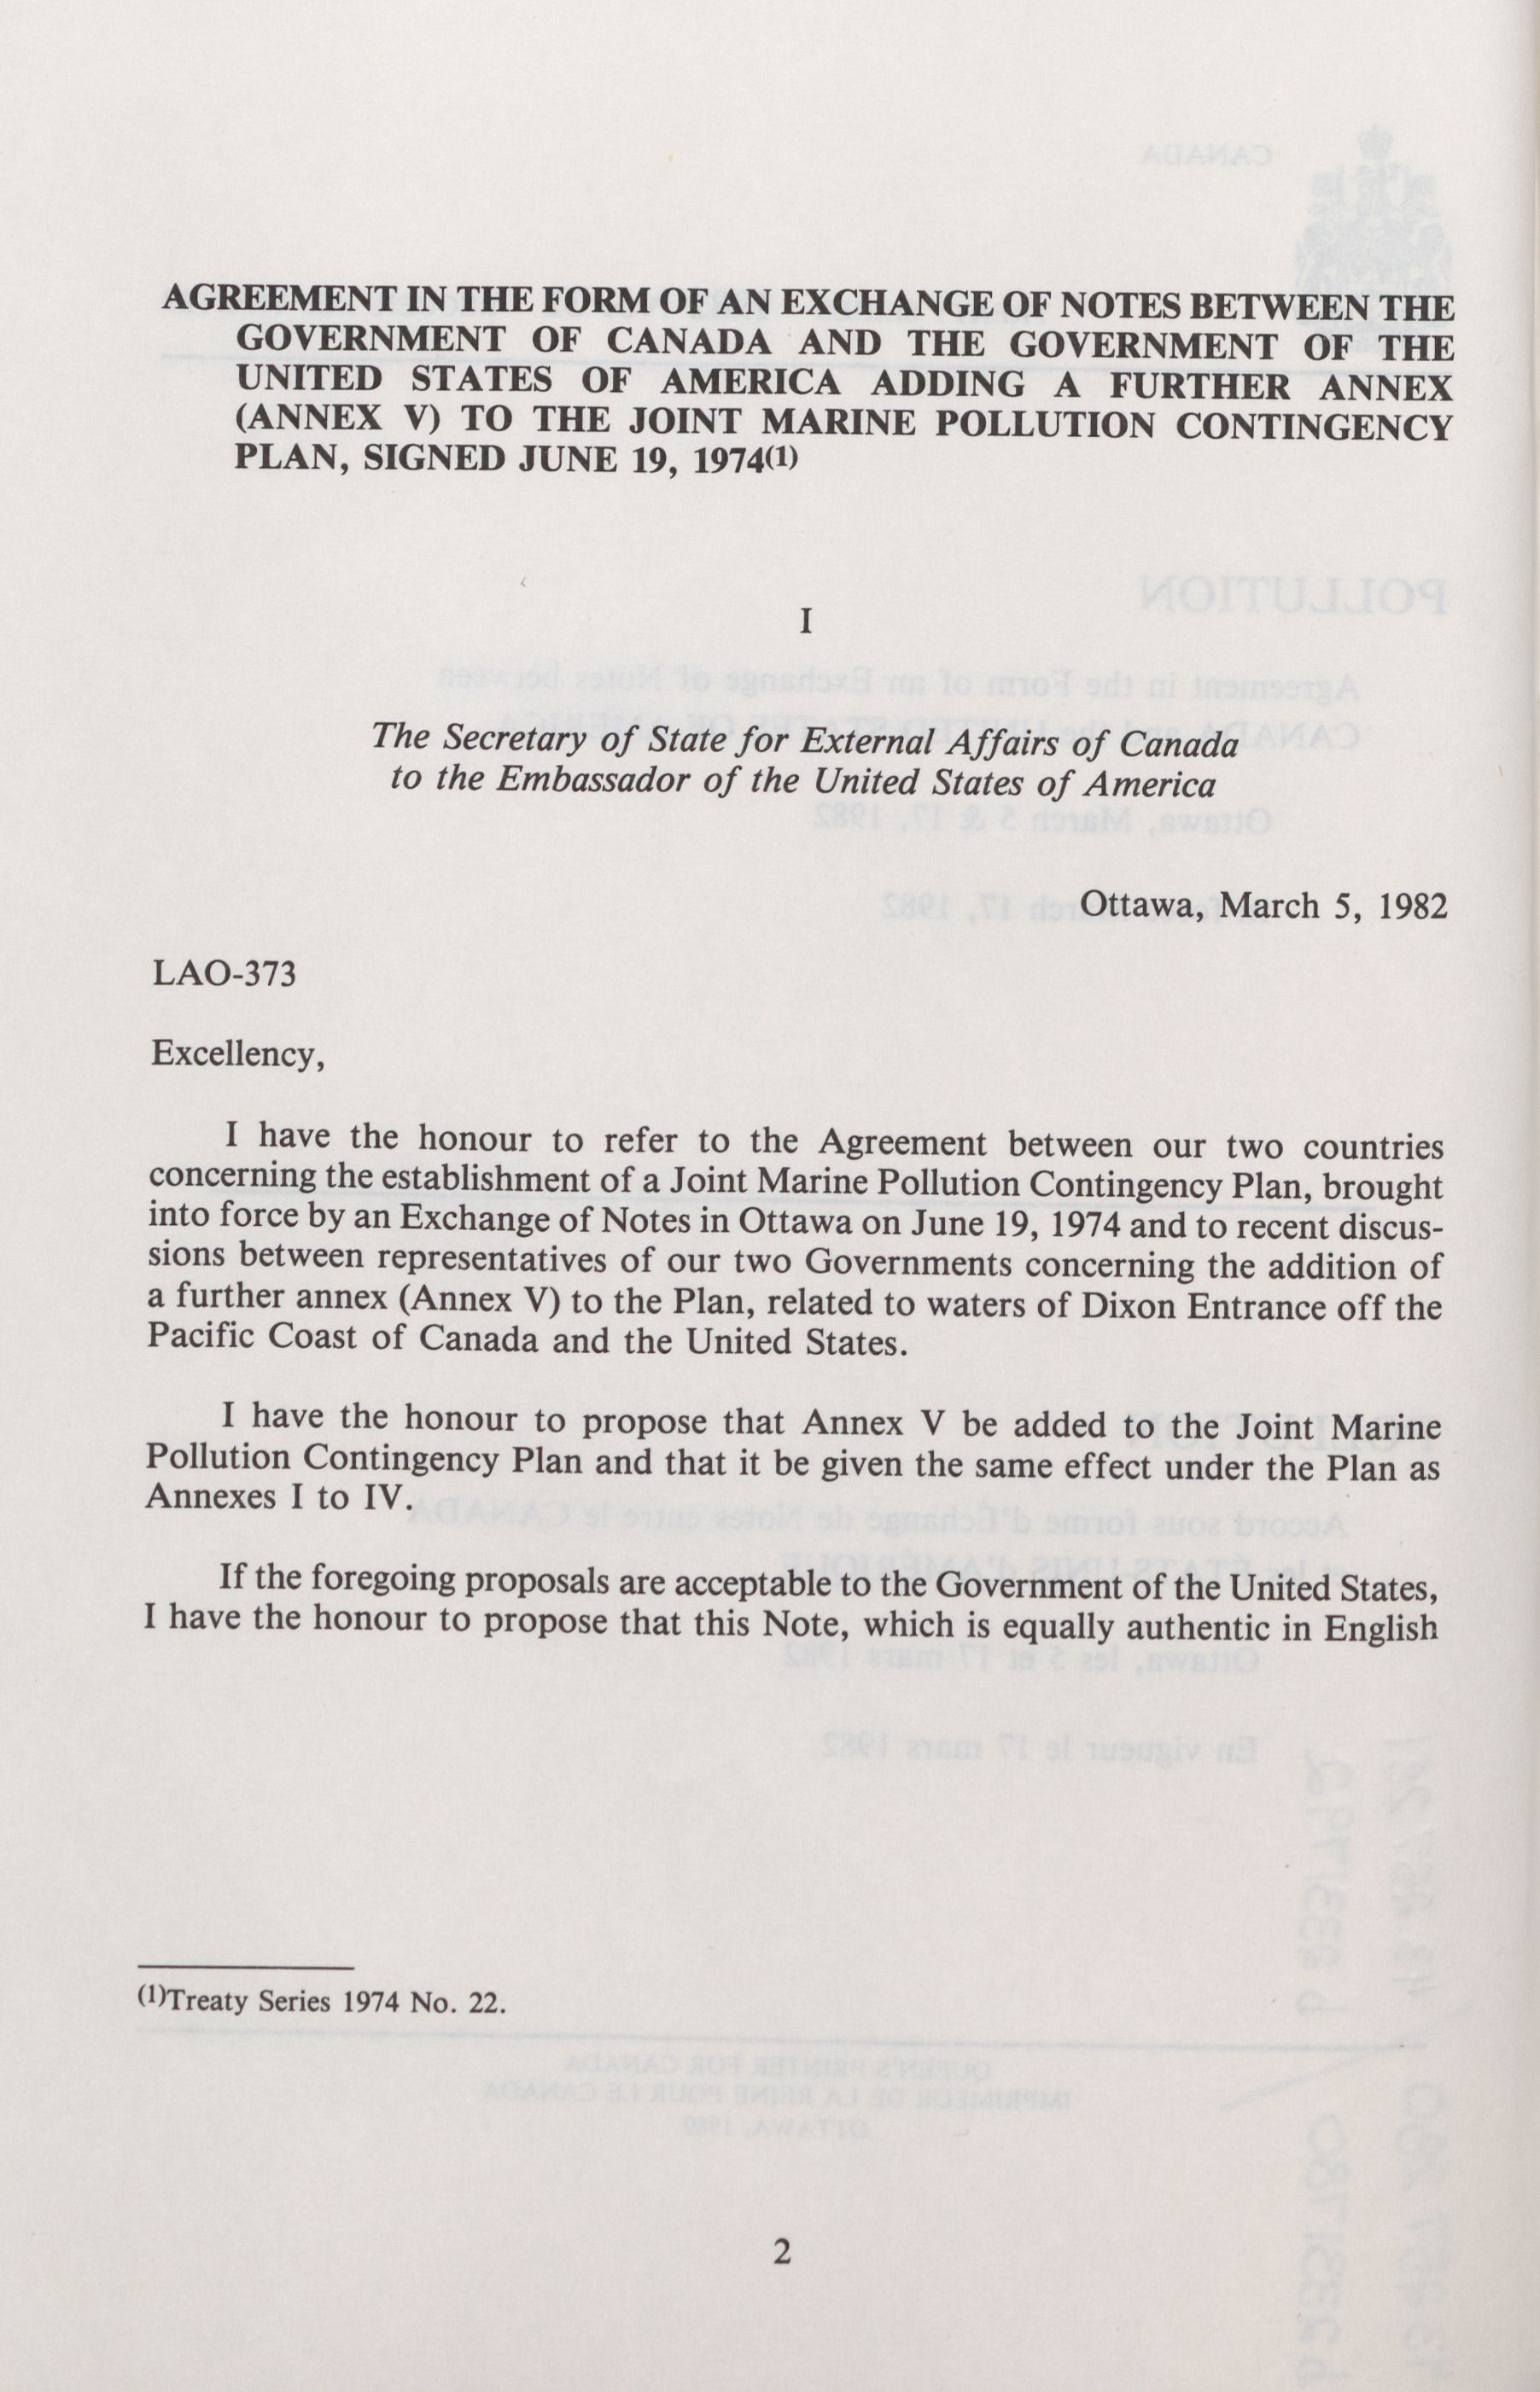 AGREEMENT IN THE FORM OF AN EXCHANGE OF NOTES BETWEEN THE
GOVERNMENT OF CANADA AND THE GOVERNMENT OF THE
UNITED STATES OF AMERICA ADDING A FURTHER ANNEX
(ANNEX V) TO THE JOINT MARINE POLLUTION CONTINGENCY
PLAN, SIGNED JUNE 19, 1974(1)
I
The Secretary of State for External Affairs of Canada
to the Embassador of the United States of America
Ottawa, March 5, 1982
LAO-373
Excellency,
I have the honour to refer to the Agreement between our two countries
concerning the establishment of a Joint Marine Pollution Contingency Plan, brought
into force by an Exchange of Notes in Ottawa on June 19, 1974 and to recent discus-
sions between representatives of our two Governments concerning the addition of
a further annex (Annex V) to the Plan, related to waters of Dixon Entrance off the
Pacific Coast of Canada and the United States.
I have the honour to propose that Annex V be added to the Joint Marine
Pollution Contingency Plan and that it be given the same effect under the Plan as
Annexes I to IV.
If the foregoing proposals are acceptable to the Government of the United States,
I have the honour to propose that this Note, which is equally authentic in English
(1)Treaty Series 1974 No. 22.
2